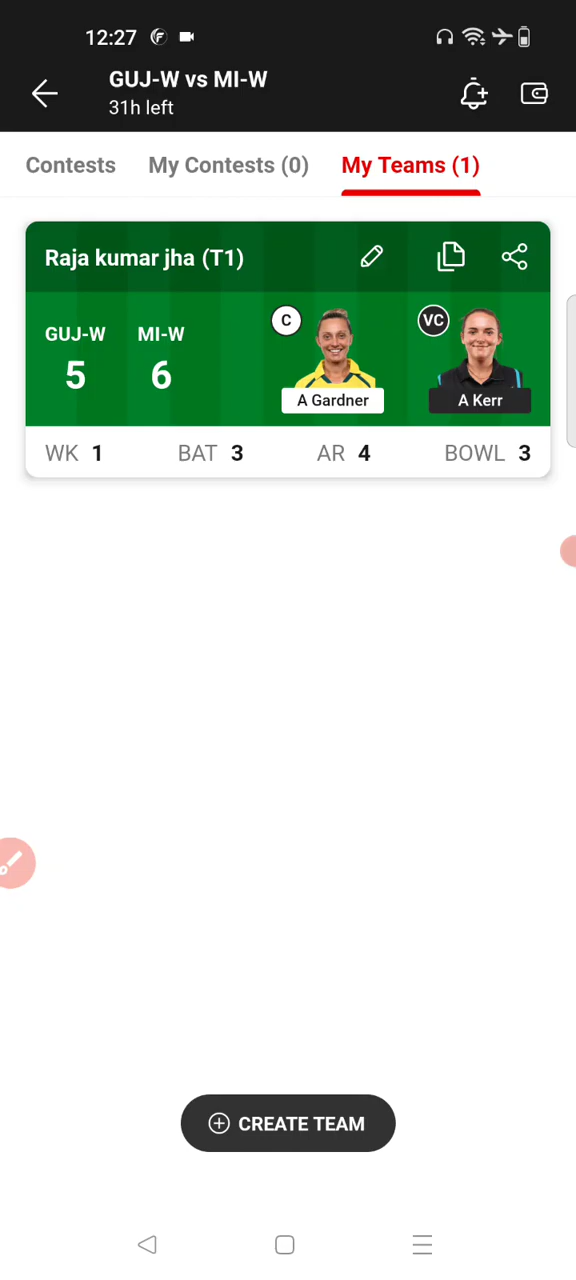 12:27
GUJ-W vs MI-W
31h left
Contests My Contests (0) My Teams (1)
Raja kumar jha (T1)
GUJ-W MI-W C VC
5 6
A Gardner A Kerr
WK 1 BAT 3 AR 4 BOWL 3
CREATE TEAM